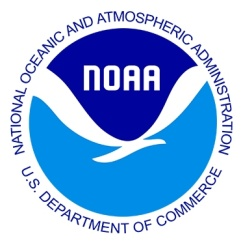 NATIONAL OCEANIC AND ATMOSPHERIC ADMINISTRATION
NOAA
U.S. DEPARTMENT OF COMMERCE